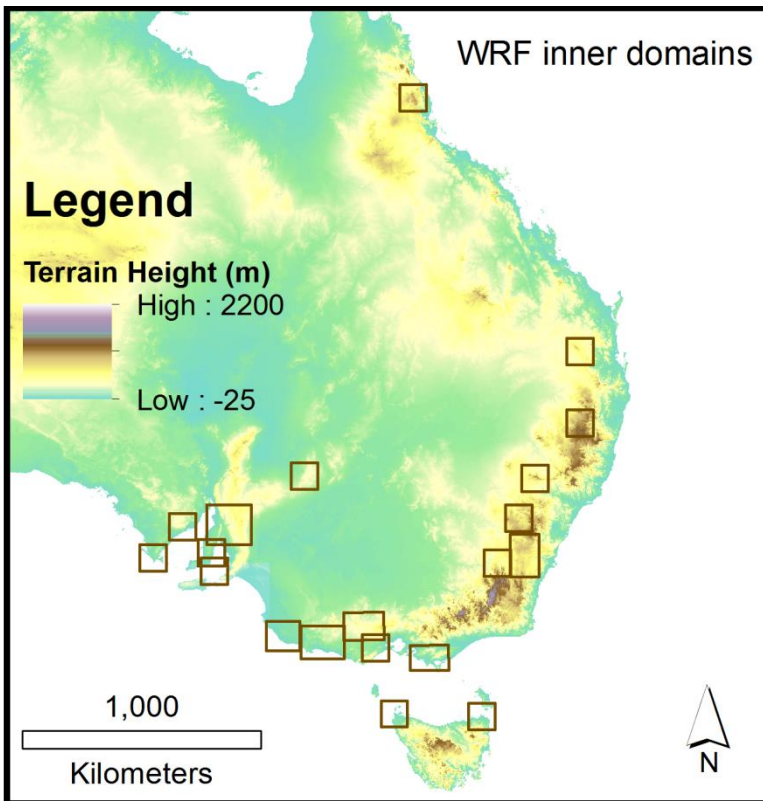 WRF inner domains
Legend
Terrain Height (m)
High : 2200
Low : -25
1,000
Kilometers
N